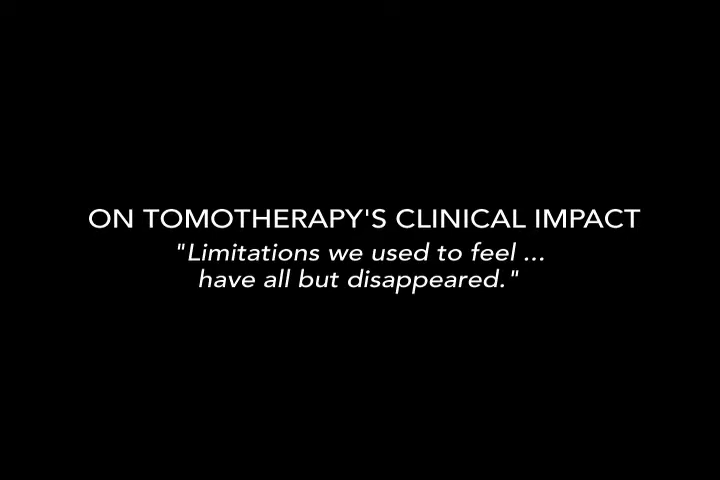 ON TOMOTHERAPY'S CLINICAL IMPACT
"Limitations we used to feel ...
have all but disappeared."